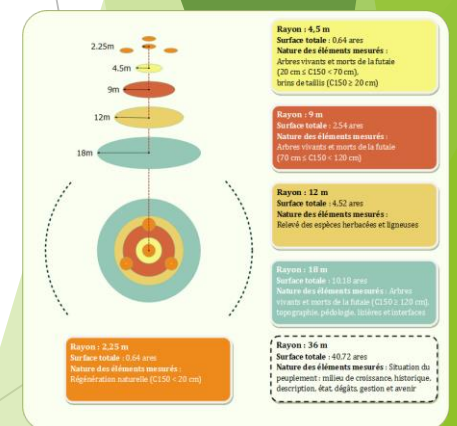 2.25m
4.5m
9m
12m
18m
Rayon : 4,5 m
Surface totale : 0.64 ares
Nature des éléments mesurés :
Arbres vivants et morts de la futaie
(20 cm ≤ C150 < 70 cm),
brins de taillis (C150 ≥ 20 cm)
Rayon : 9 m
Surface totale : 2.54 ares
Nature des éléments mesurés :
Arbres vivants et morts de la futaie
(70 cm ≤ C150 < 120 cm)
Rayon : 12 m
Surface totale : 4.52 ares
Nature des éléments mesurés :
Relevé des espèces herbacées et ligneuses
Rayon : 18 m
Surface totale : 10.18 ares
Nature des éléments mesurés : Arbres
vivants et morts de la futaie (C150 ≥ 120 cm),
topographie, pédologie, lisières et interfaces
Rayon : 2,25 m
Surface totale : 0,64 ares
Nature des éléments mesurés :
Régénération naturelle (C150 < 20 cm)
Rayon : 36 m
Surface totale : 40.72 ares
Nature des éléments mesurés : Situation du
peuplement : milieu de croissance, historique,
description, état, dégâts, gestion et avenir